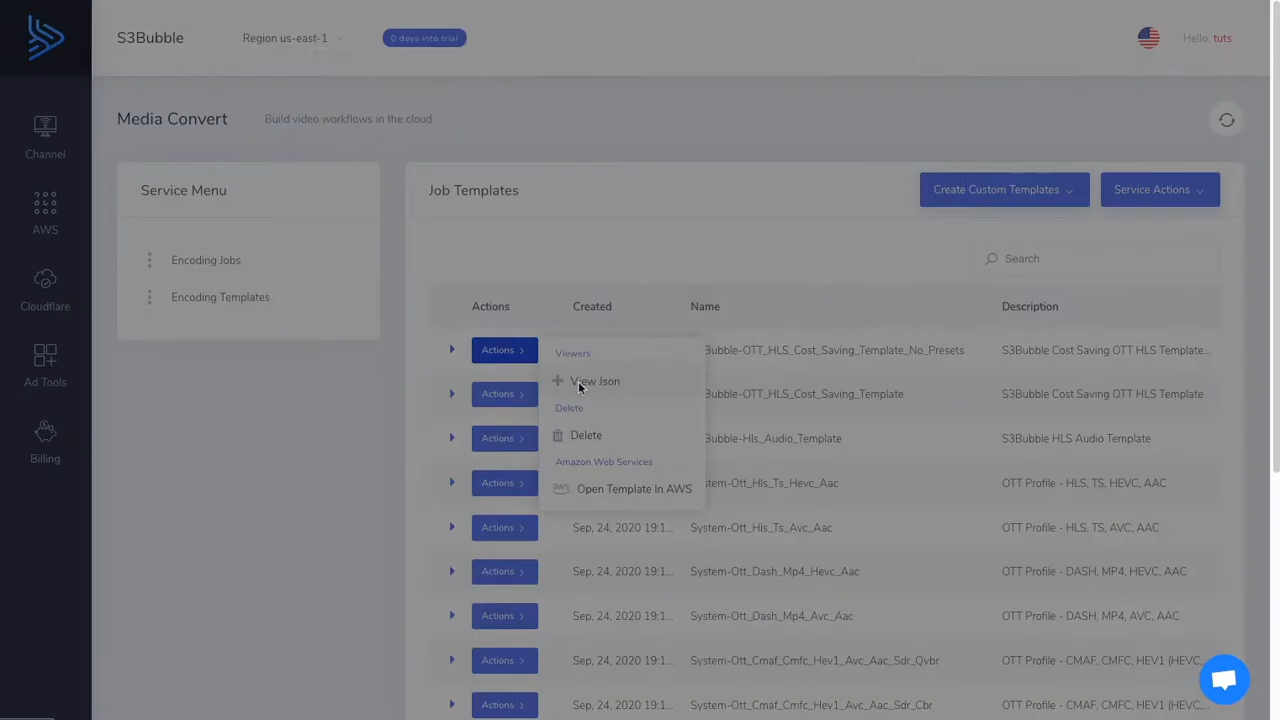 S3Bubble
Region us-east-1
0 days into trial
Hello, tuts
Channel
AWS
Cloudflare
Ad Tools
Billing
Media Convert
Build video workflows in the cloud
Service Menu
Encoding Jobs
Encoding Templates
Job Templates
Create Custom Templates
Service Actions
Search
Actions Created Name Description
Actions Bubble-OTT_HLS_Cost_Saving_Template_No_Presets S3Bubble Cost Saving OTT HLS Template...
Actions Bubble-OTT_HLS_Cost_Saving_Template S3Bubble Cost Saving OTT HLS Template
Actions Bubble-Hls_Audio_Template S3Bubble HLS Audio Template
Actions stem-Ott_Hls_Ts_Hevc_Aac OTT Profile - HLS, TS, HEVC, AAC
Viewers
View Json
Delete
Delete
Amazon Web Services
aws Open Template In AWS
Actions Sep, 24, 2020 19:1... System-Ott_Hls_Ts_Avc_Aac OTT Profile - HLS, TS, AVC, AAC
Actions Sep, 24, 2020 19:1... System-Ott_Dash_Mp4_Hevc_Aac OTT Profile - DASH, MP4, HEVC, AAC
Actions Sep, 24, 2020 19:1... System-Ott_Dash_Mp4_Avc_Aac OTT Profile - DASH, MP4, AVC, AAC
Actions Sep, 24, 2020 19:1... System-Ott_Cmaf_Cmfc_Hev1_Avc_Aac_Sdr_Qvbr OTT Profile - CMAF, CMFC, HEV1 (HEVC,
Actions Sep, 24, 2020 19:1... System-Ott_Cmaf_Cmfc_Hev1_Avc_Aac_Sdr_Cbr OTT Profile - CMAF, CMFC, HEV1 (HEVC,...